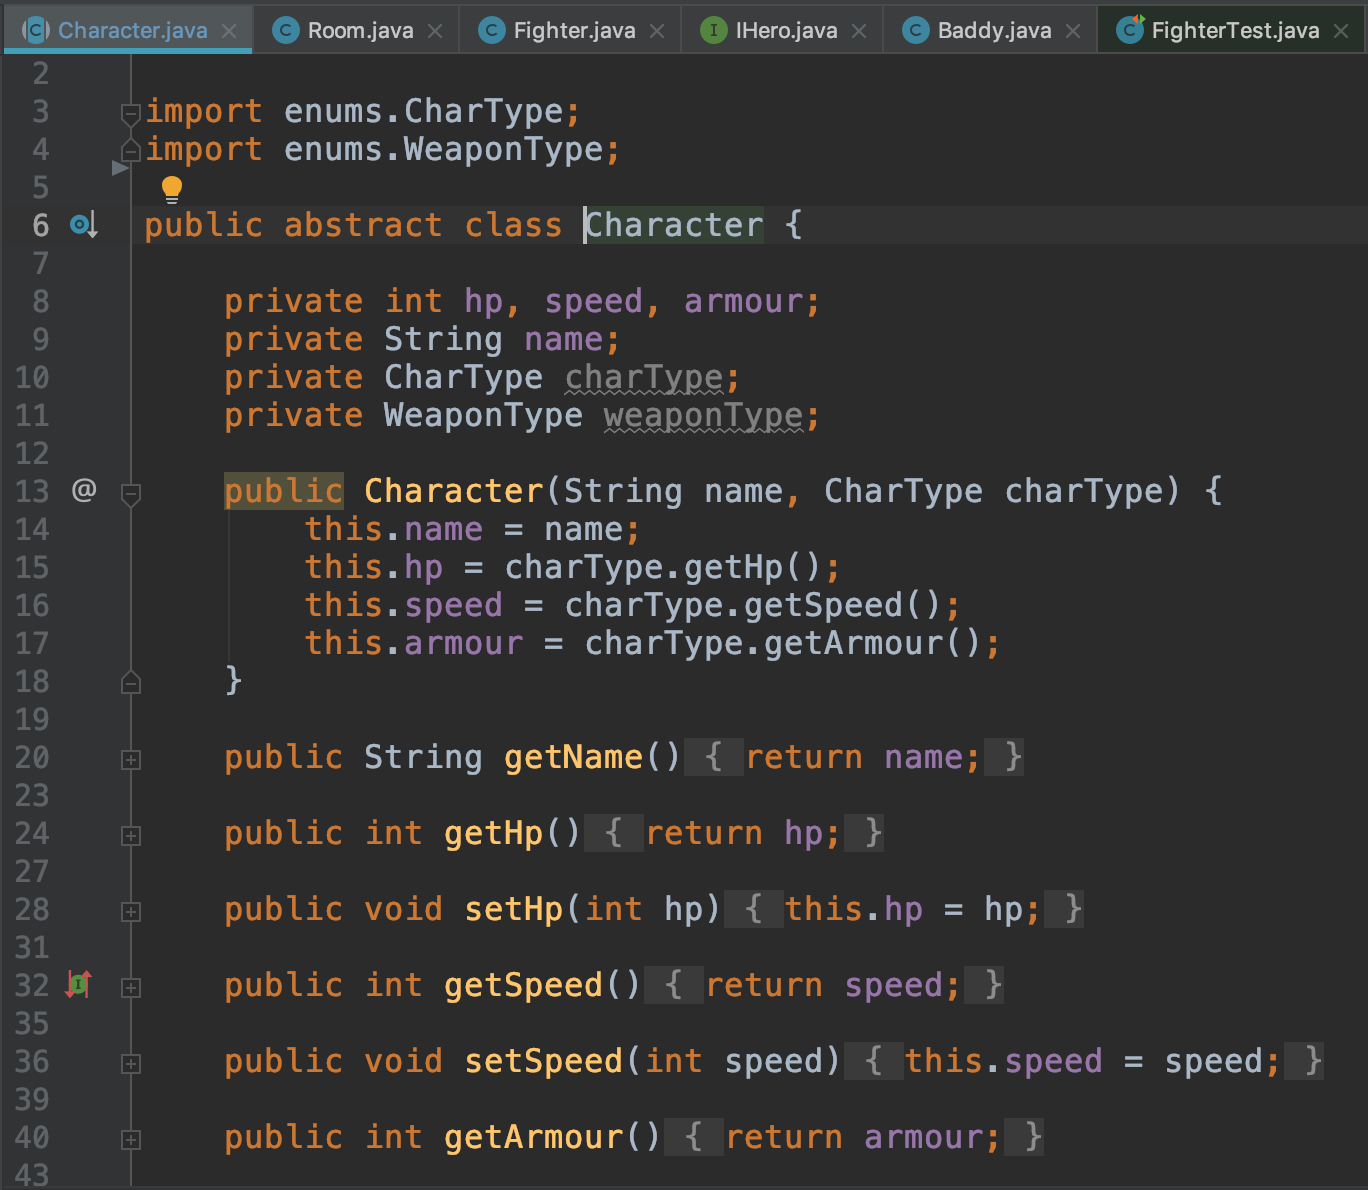 Character.java Room.java Fighter.java IHero.java Baddy.java FighterTest.java
2
3 import enums.CharType;
4 import enums.WeaponType;
5
6 public abstract class Character {
7
8 private int hp, speed, armour;
9 private String name;
10 private CharType charType;
11 private WeaponType weaponType;
12
13 @ public Character(String name, CharType charType) {
14 this.name = name;
15 this.hp = charType.getHp();
16 this.speed = charType.getSpeed();
17 this.armour = charType.getArmour();
18 }
19
20 public String getName() { return name; }
23
24 public int getHp() { return hp; }
27
28 public void setHp(int hp) { this.hp = hp; }
31
32 public int getSpeed() { return speed; }
35
36 public void setSpeed(int speed) { this.speed = speed; }
39
40 public int getArmour() { return armour; }
43